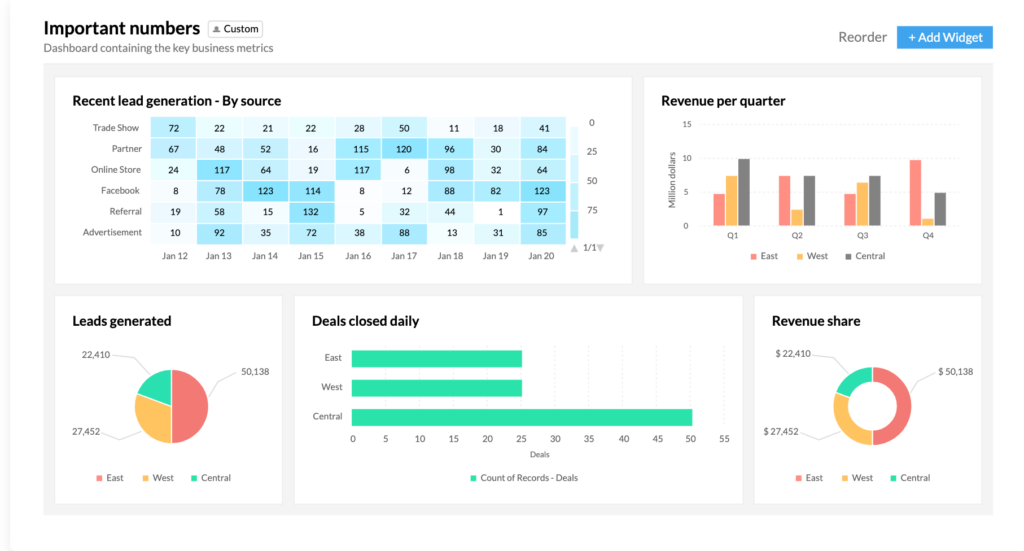 Important numbers Custom
Dashboard containing the key business metrics
Reorder + Add Widget
Recent lead generation - By source
Trade Show 72 22 21 22 28 50 11 18 41
Partner 67 48 52 16 115 120 96 30 84
Online Store 24 117 64 19 117 6 98 32 64
Facebook 8 78 123 114 8 12 88 82 123
Referral 19 58 15 132 5 32 44 1 97
Advertisement 10 92 35 72 38 88 13 31 85
Jan 12 Jan 13 Jan 14 Jan 15 Jan 16 Jan 17 Jan 18 Jan 19 Jan 20
0
25
50
75
1/1
Revenue per quarter
Million dollars
15
10
5
0
Q1 Q2 Q3 Q4
East West Central
Leads generated
22,410
50,138
27,452
East West Central
Deals closed daily
East
West
Central
0 5 10 15 20 25 30 35 40 45 50 55
Deals
Count of Records - Deals
Revenue share
$ 22,410
$ 50,138
$ 27,452
East West Central